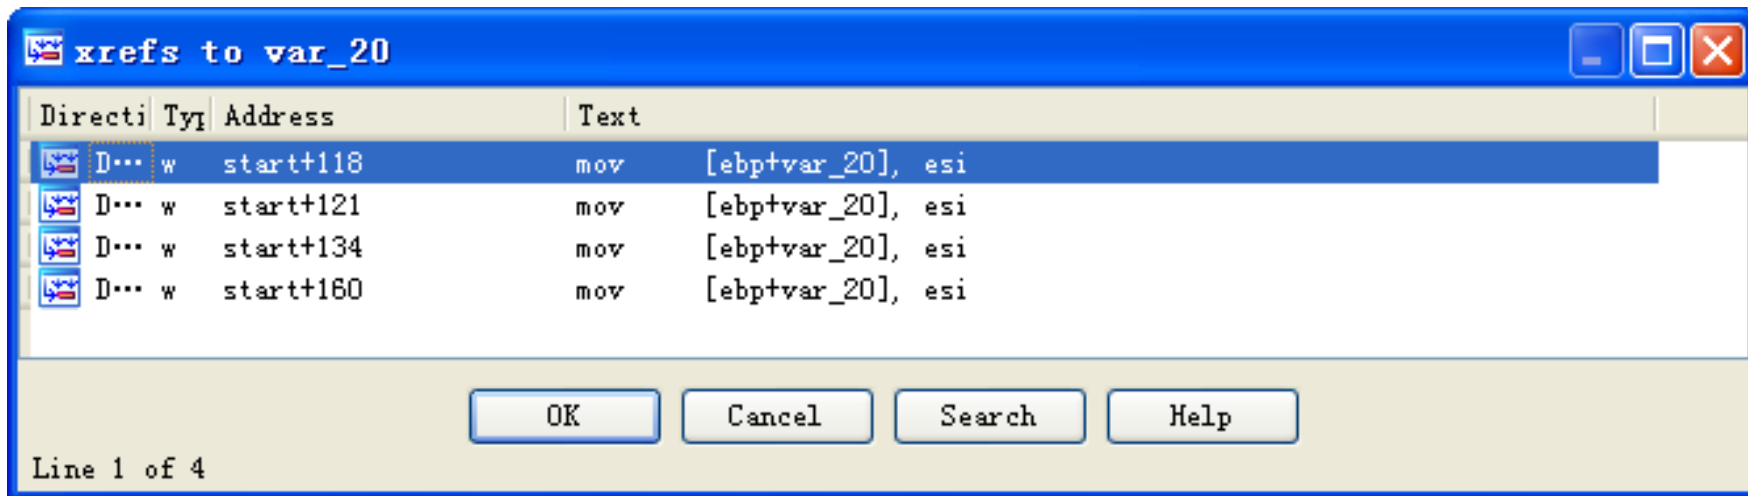 xrefs to var_20
Directi Typ Address Text
D... w start+118 mov [ebp+var_20], esi
D... w start+121 mov [ebp+var_20], esi
D... w start+134 mov [ebp+var_20], esi
D... w start+160 mov [ebp+var_20], esi
OK Cancel Search Help
Line 1 of 4